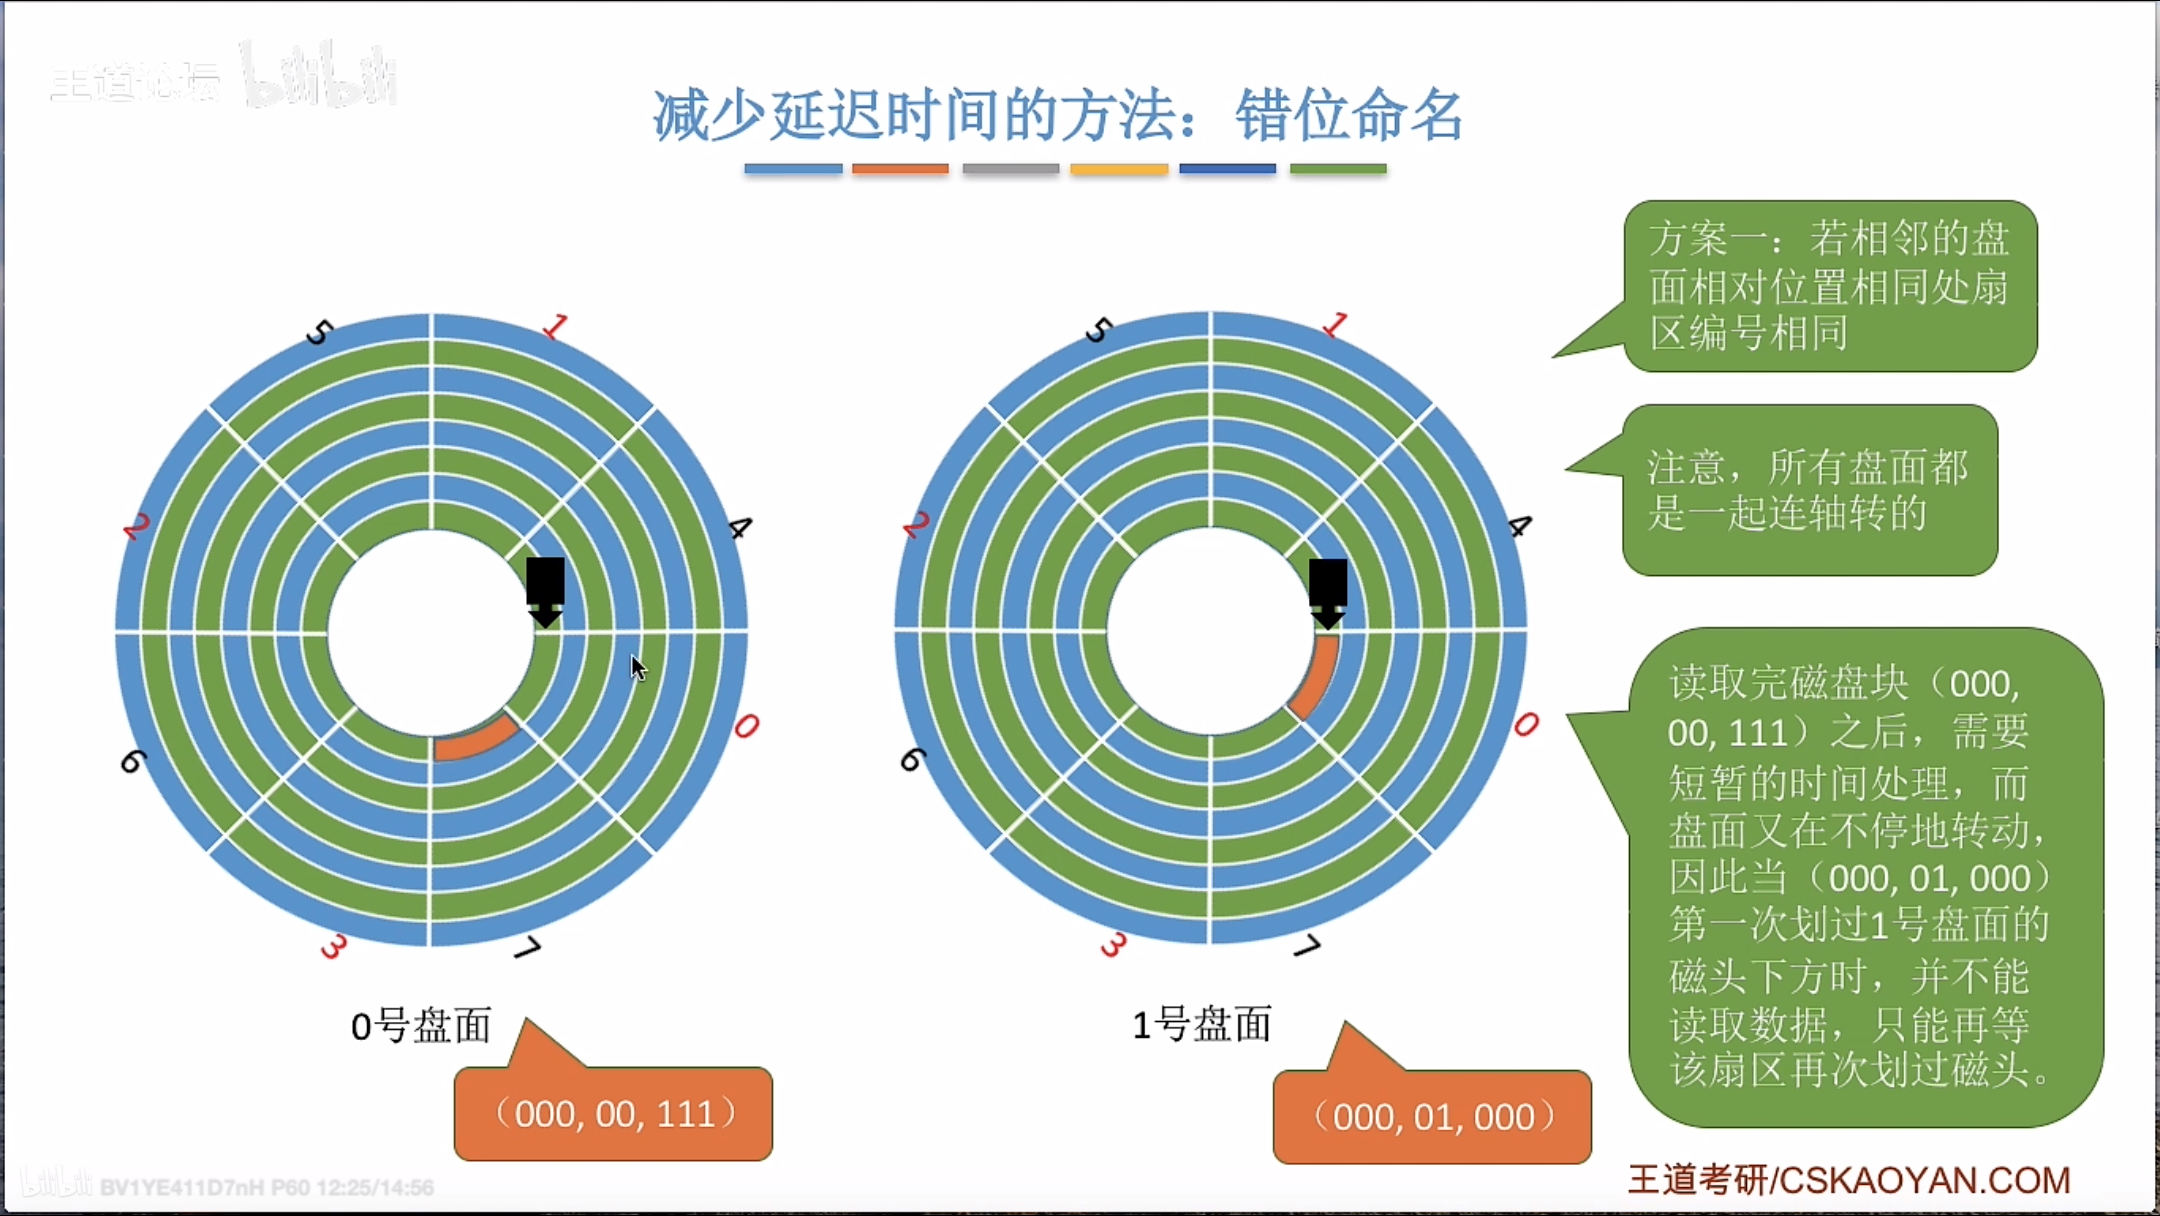 王道论坛 bilibili
减少延迟时间的方法：错位命名
方案一：若相邻的盘
面相对位置相同处扇
区编号相同
注意，所有盘面都
是一起连轴转的
5
1
4
0
7
3
6
2
0号盘面
（000, 00, 111）
5
1
4
0
7
3
6
2
1号盘面
（000, 01, 000）
读取完磁盘块（000,
00, 111）之后，需要
短暂的时间处理，而
盘面又在不停地转动，
因此当（000, 01, 000）
第一次划过1号盘面的
磁头下方时，并不能
读取数据，只能再等
该扇区再次划过磁头。
bilibili BV1YE411D7nH P60 12:25/14:56
王道考研/CSKAOYAN.COM